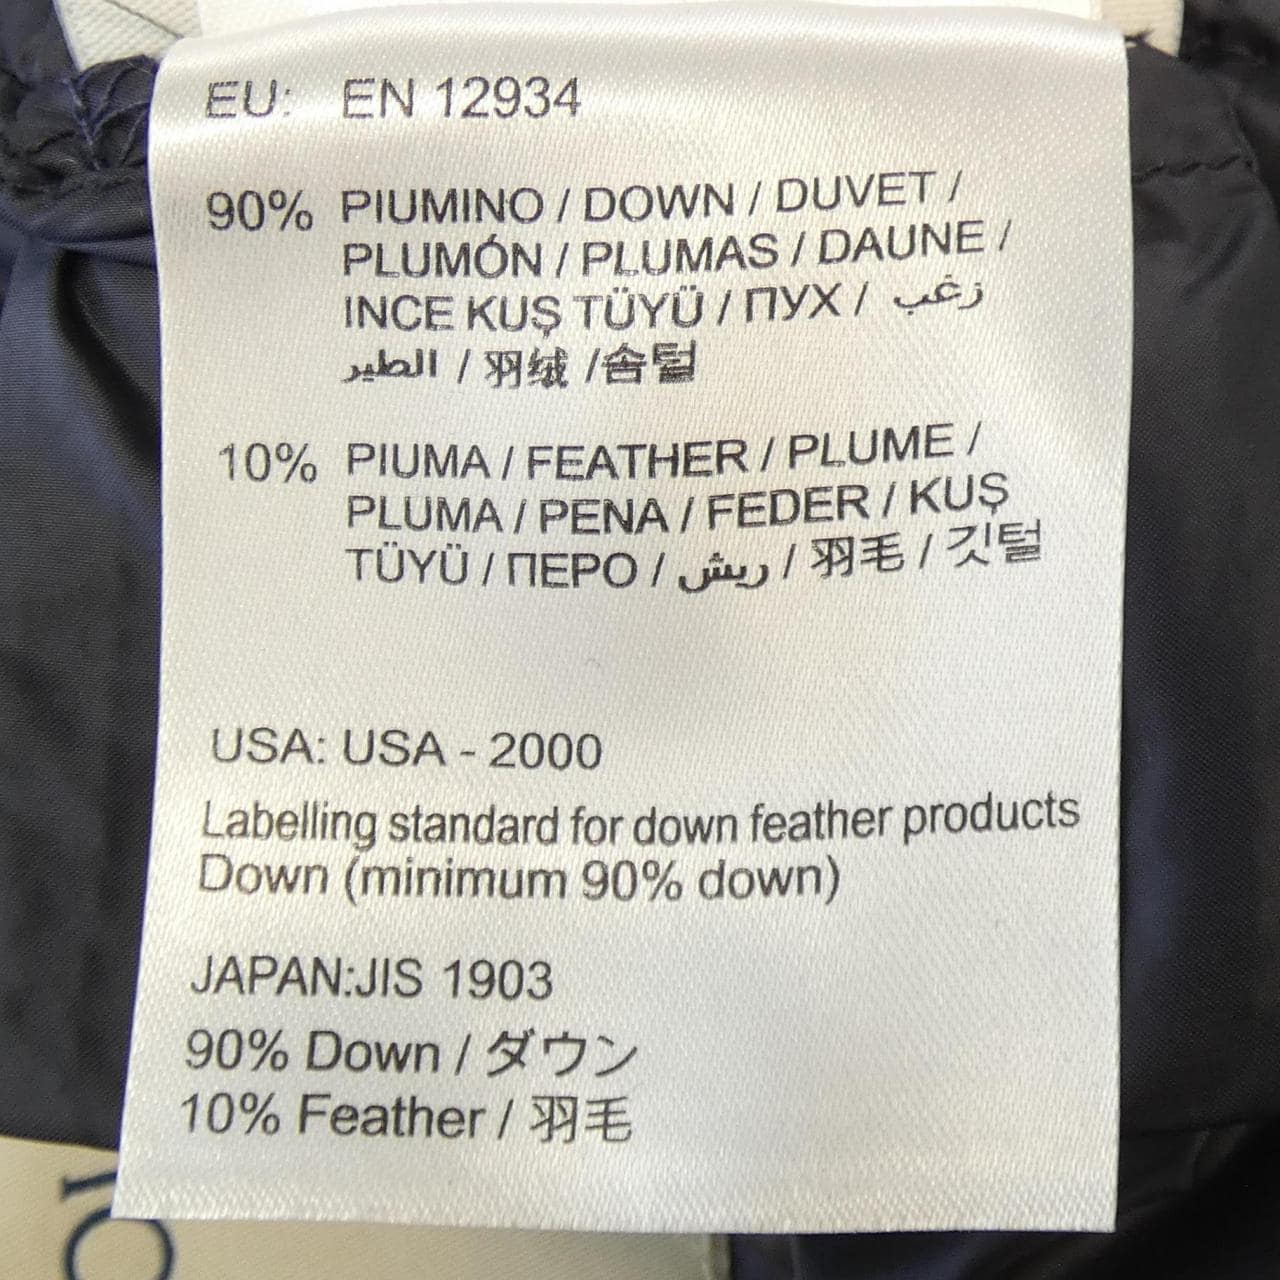 EU: EN 12934
90% PIUMINO / DOWN / DUVET /
PLUMÓN / PLUMAS / DAUNE /
INCE KUŞ TÜYÜ / ПУХ / زغب
الطير / 羽绒 /솜털
10% PIUMA / FEATHER / PLUME /
PLUMA / PENA / FEDER / KUŞ
TÜYÜ / ПЕРО / ريش / 羽毛 / 깃털
USA: USA - 2000
Labelling standard for down feather products
Down (minimum 90% down)
JAPAN:JIS 1903
90% Down / ダウン
10% Feather / 羽毛